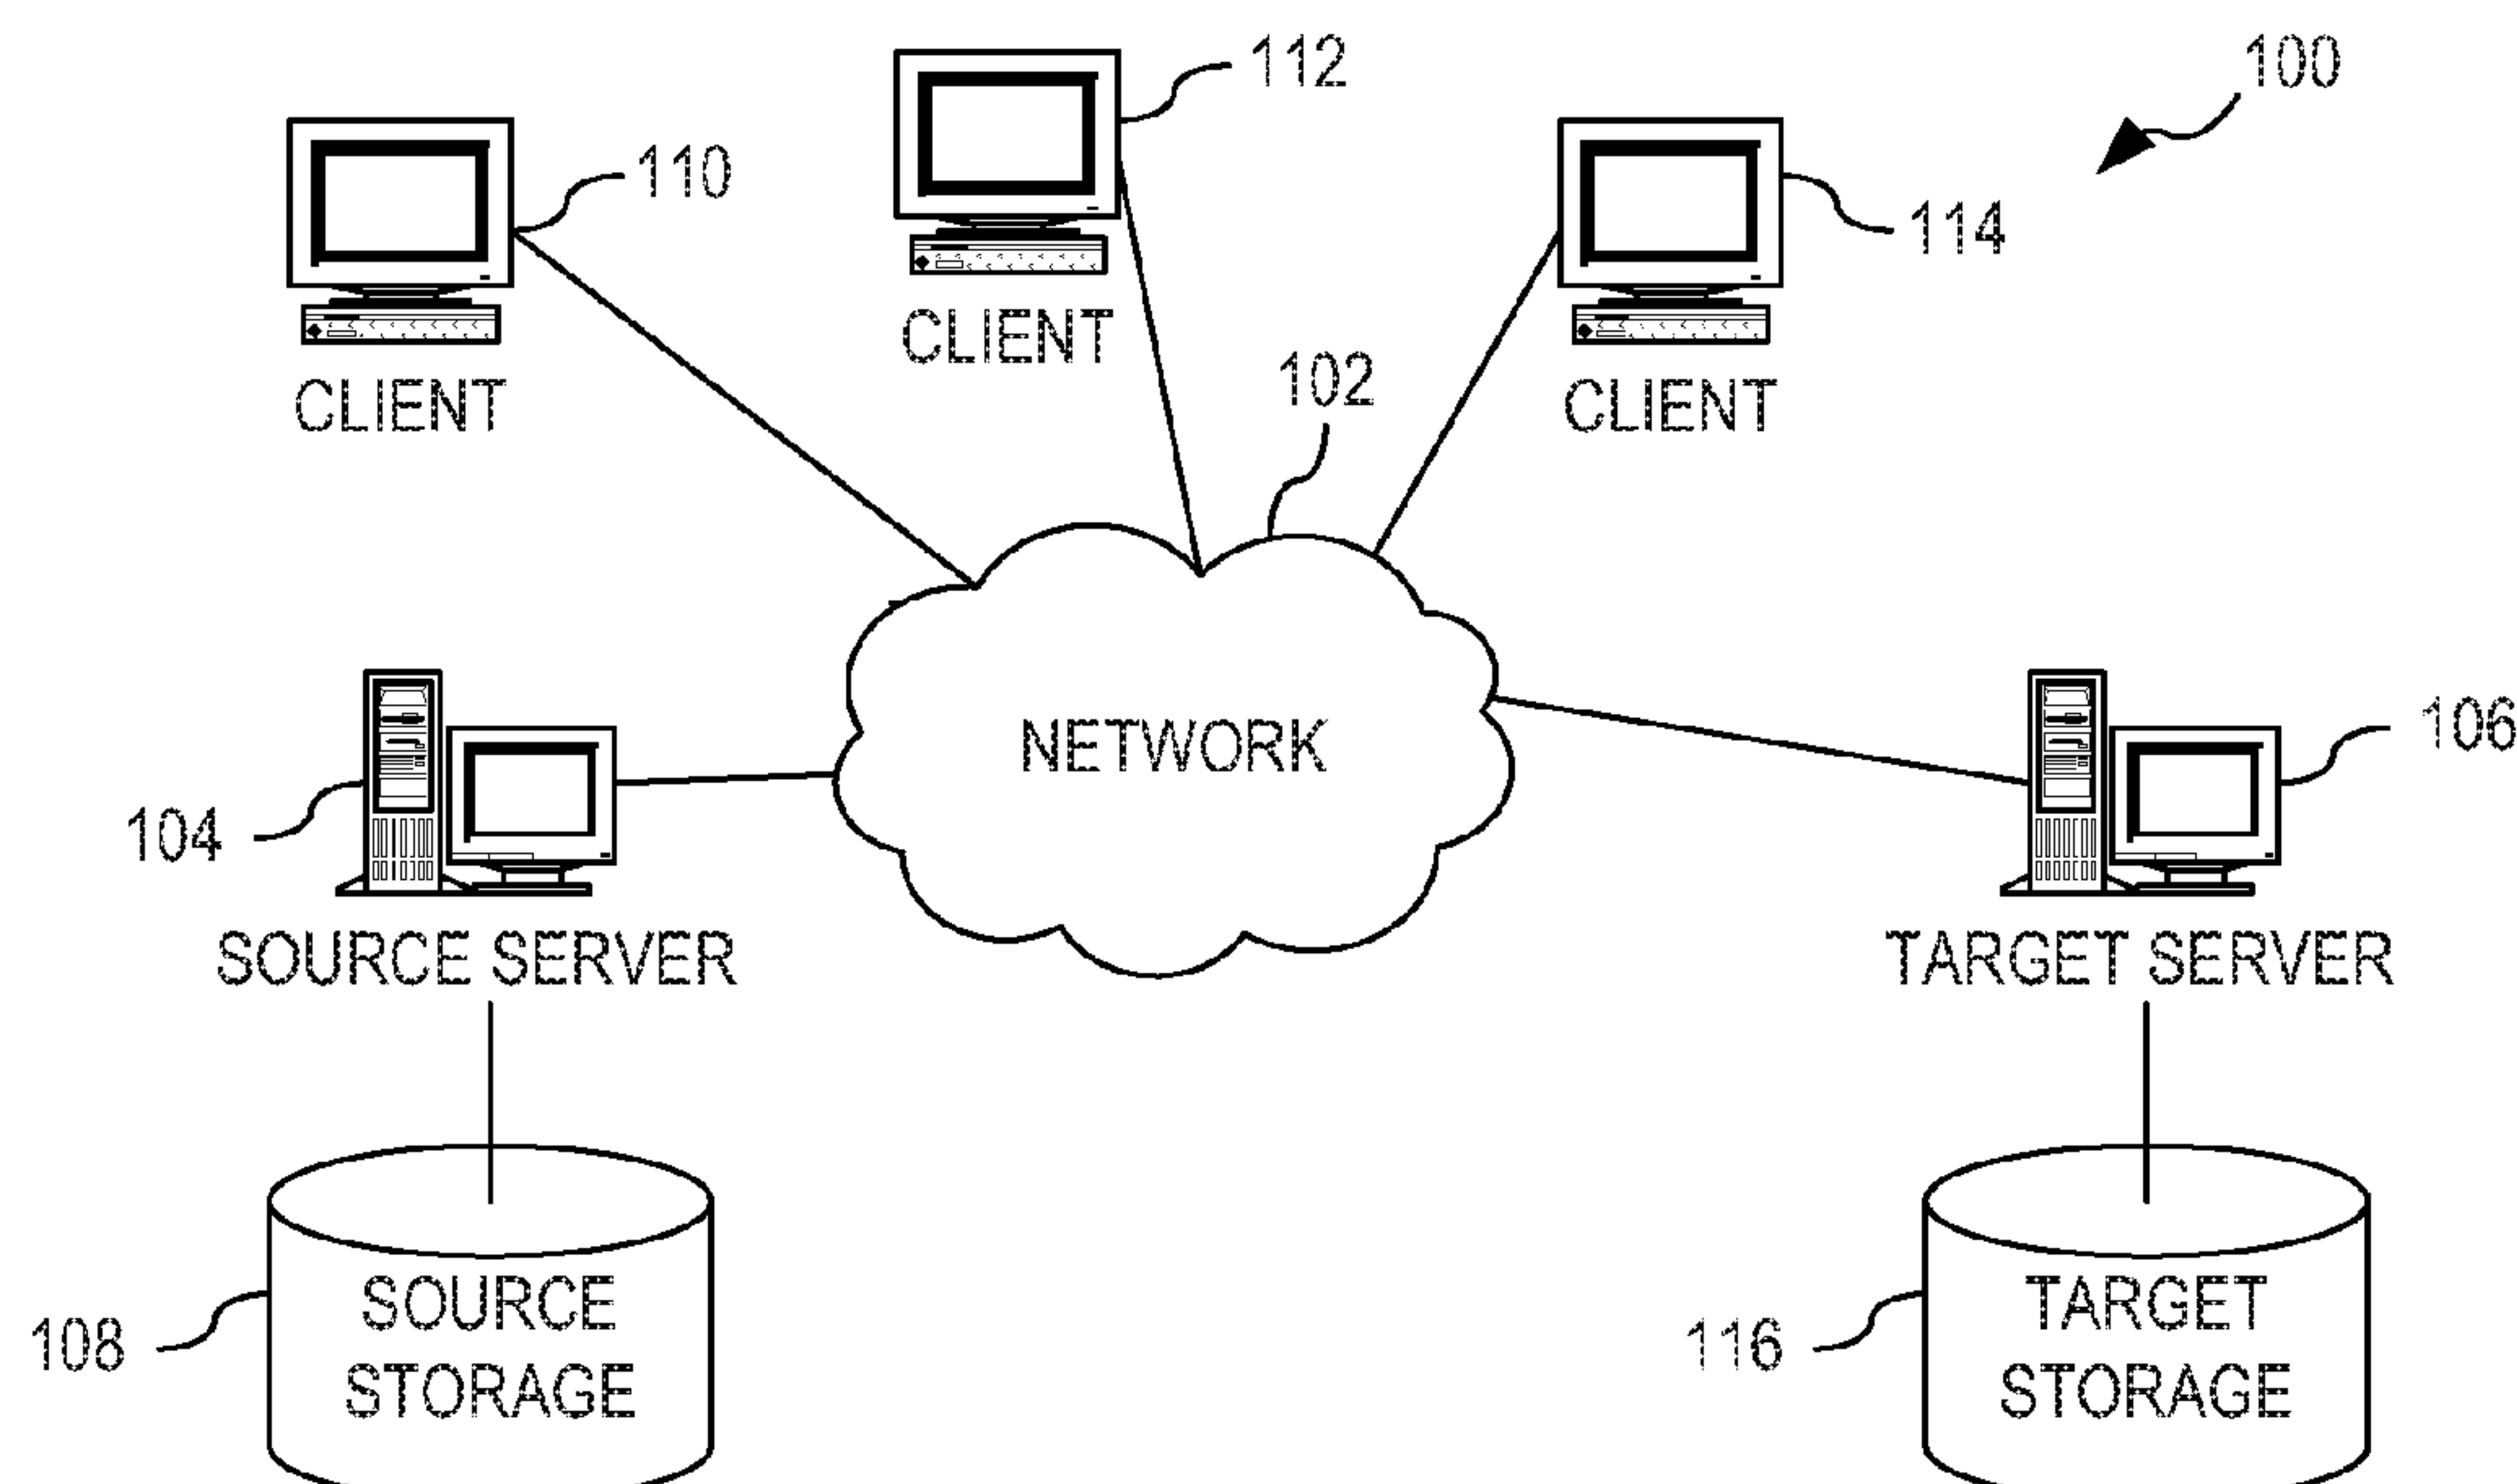 112
100
110
114
CLIENT
102
CLIENT
CLIENT
NETWORK
106
104
SOURCE SERVER
TARGET SERVER
SOURCE
STORAGE
108
TARGET
STORAGE
116